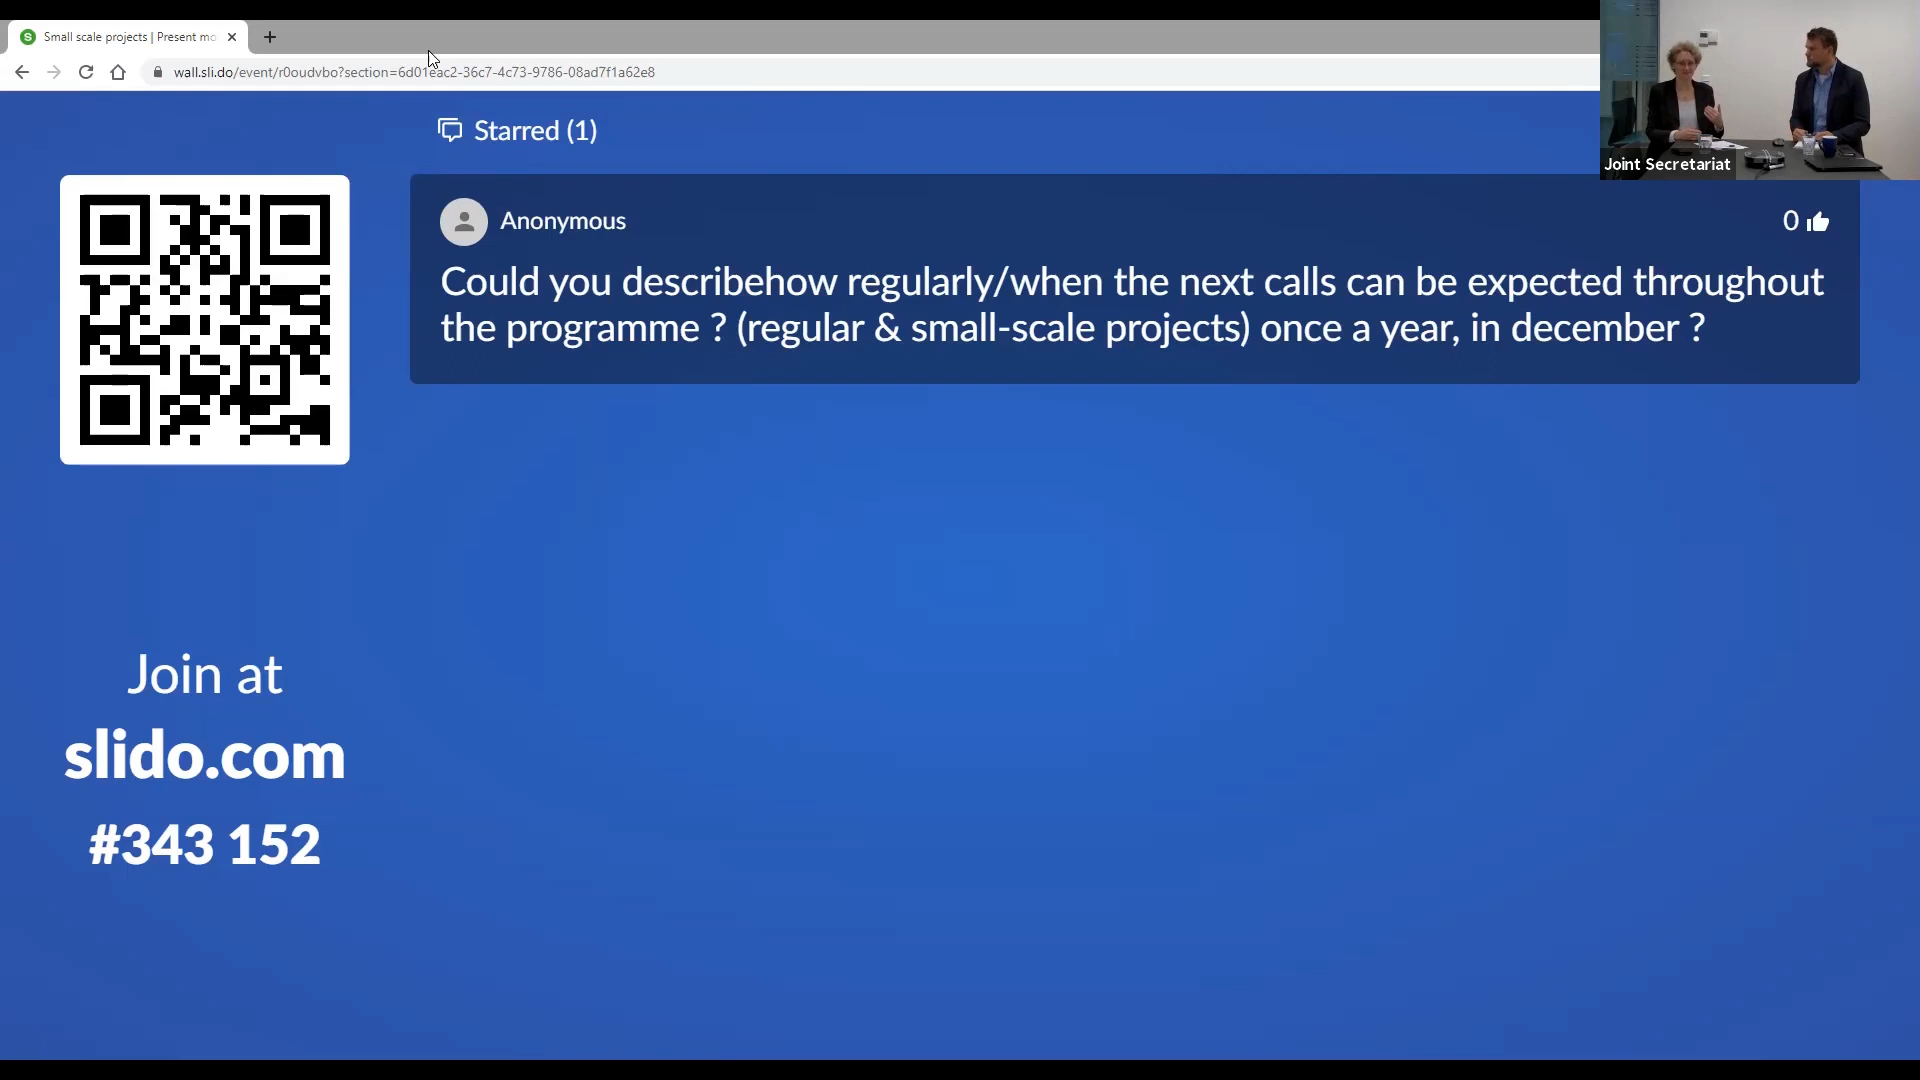 Small scale projects | Present mo
wall.sli.do/event/r0oudvbo?section=6d01eac2-36c7-4c73-9786-08ad7f1a62e8
Joint Secretariat
Starred (1)
Anonymous
0
Could you describehow regularly/when the next calls can be expected throughout
the programme ? (regular & small-scale projects) once a year, in december ?
Join at
slido.com
#343 152